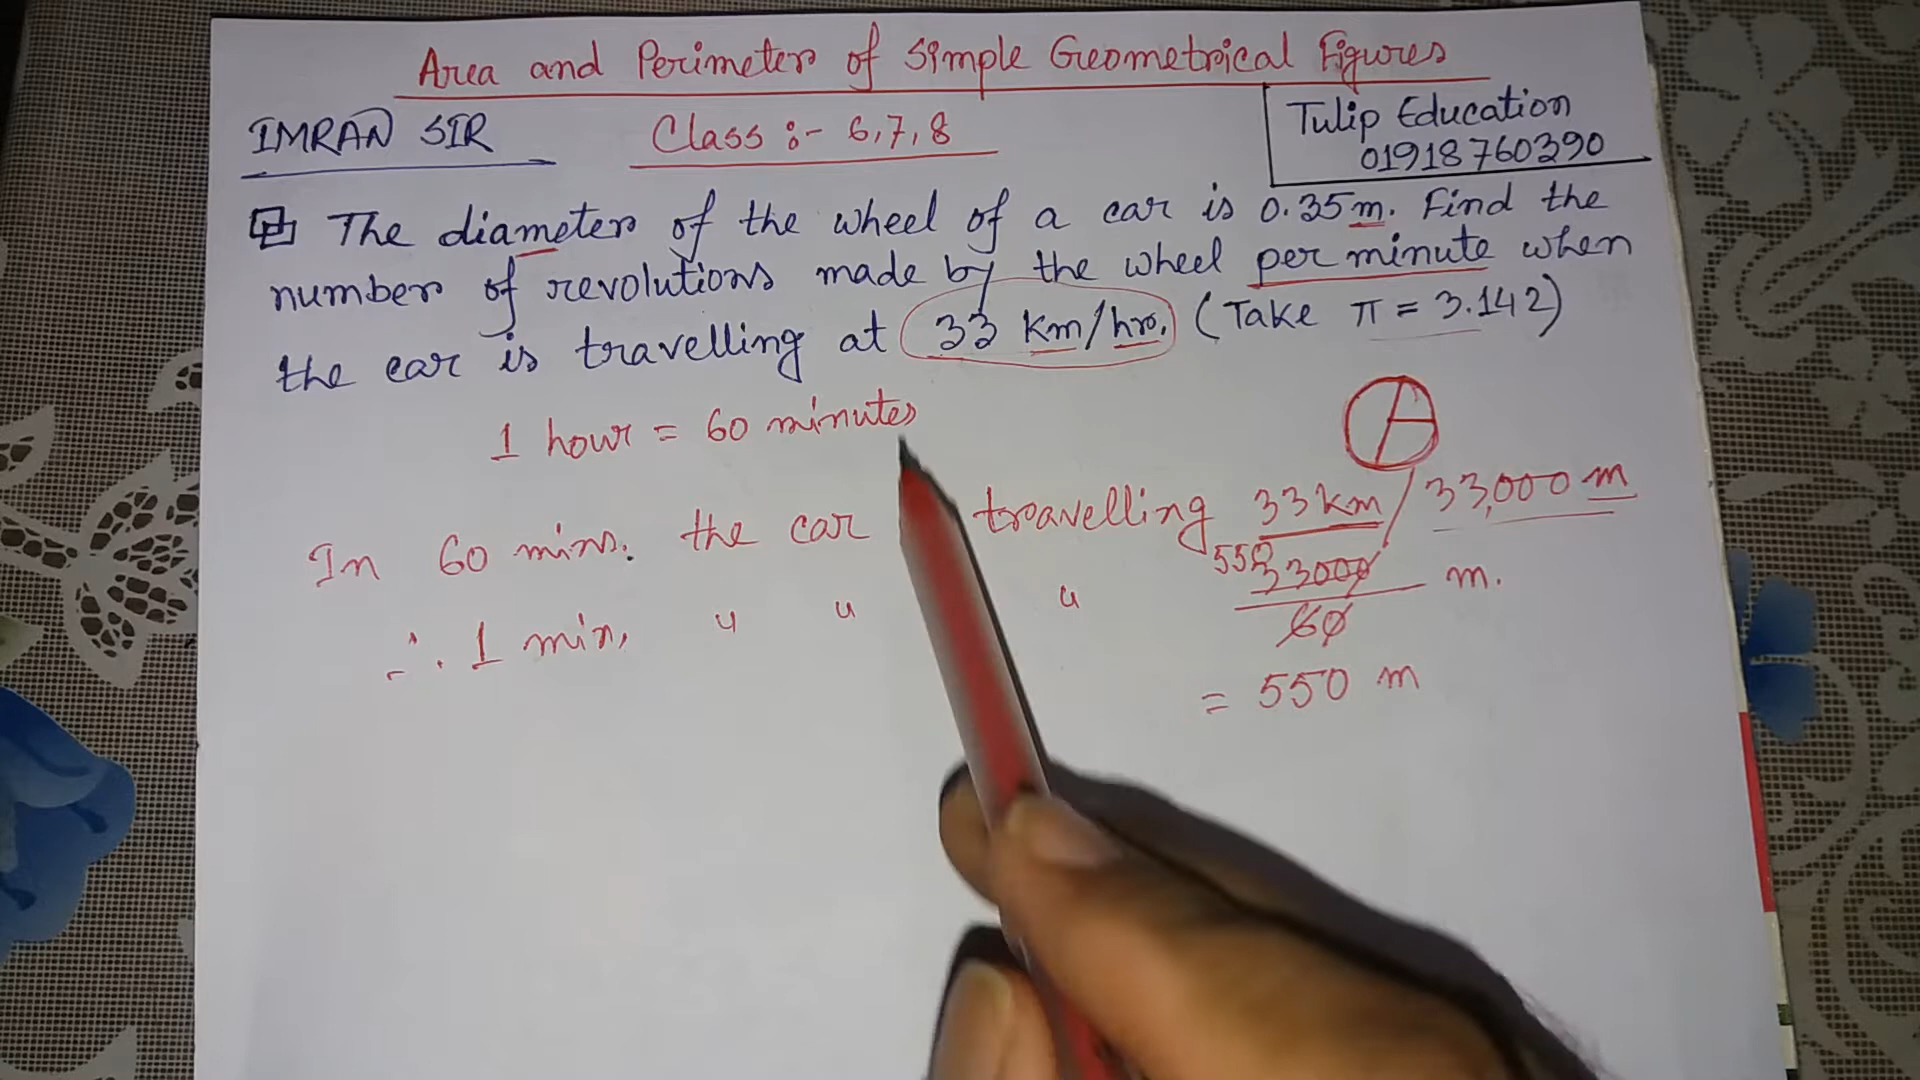 Area and Perimeter of Simple Geometrical Figures
IMRAN SIR
Class :- 6,7,8
Tulip Education
01918760390
The diameter of the wheel of a car is 0.35m. Find the
number of revolutions made by the wheel per minute when
the car is travelling at 33 km/hr. (Take π = 3.142)
1 hour = 60 minutes
In 60 mins. the car travelling 33km/33,000 m
∴ 1 min, " " " 33000/60 m.
550
= 550 m